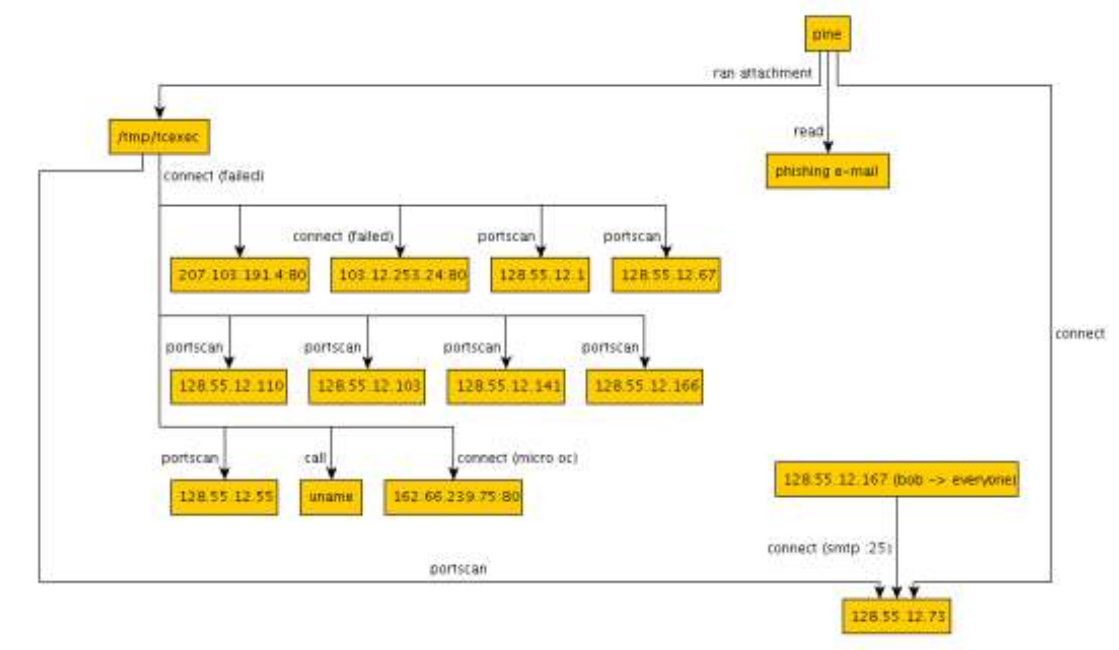 pine
ran attachment
/tmp/tcexec
read
connect (failed)
phishing e-mail
connect (failed)
portscan
portscan
207.103.191.4:80
103.12.253.24:80
128.55.12.1
128.55.12.67
connect
portscan
portscan
portscan
portscan
128.55.12.110
128.55.12.103
128.55.12.141
128.55.12.166
portscan
call
connect (micro oc)
128.55.12.55
uname
162.66.239.75:80
128.55.12.167 (bob -> everyone)
connect (smtp :25)
portscan
128.55.12.73